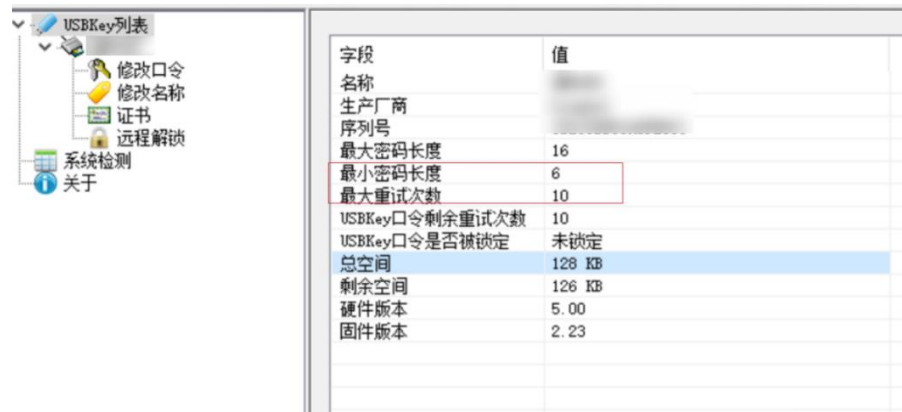 USBKey列表
修改口令
修改名称
证书
远程解锁
系统检测
关于
字段 值
名称
生产厂商
序列号
最大密码长度 16
最小密码长度 6
最大重试次数 10
USBKey口令剩余重试次数 10
USBKey口令是否被锁定 未锁定
总空间 128 KB
剩余空间 126 KB
硬件版本 5.00
固件版本 2.23